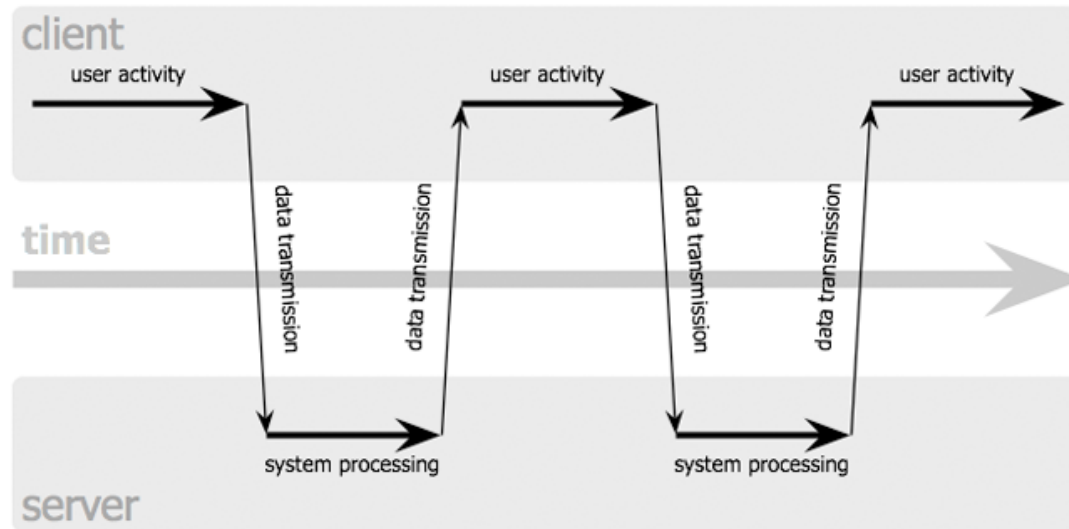 client
user activity
user activity
user activity
data transmission
data transmission
data transmission
data transmission
time
system processing
system processing
server